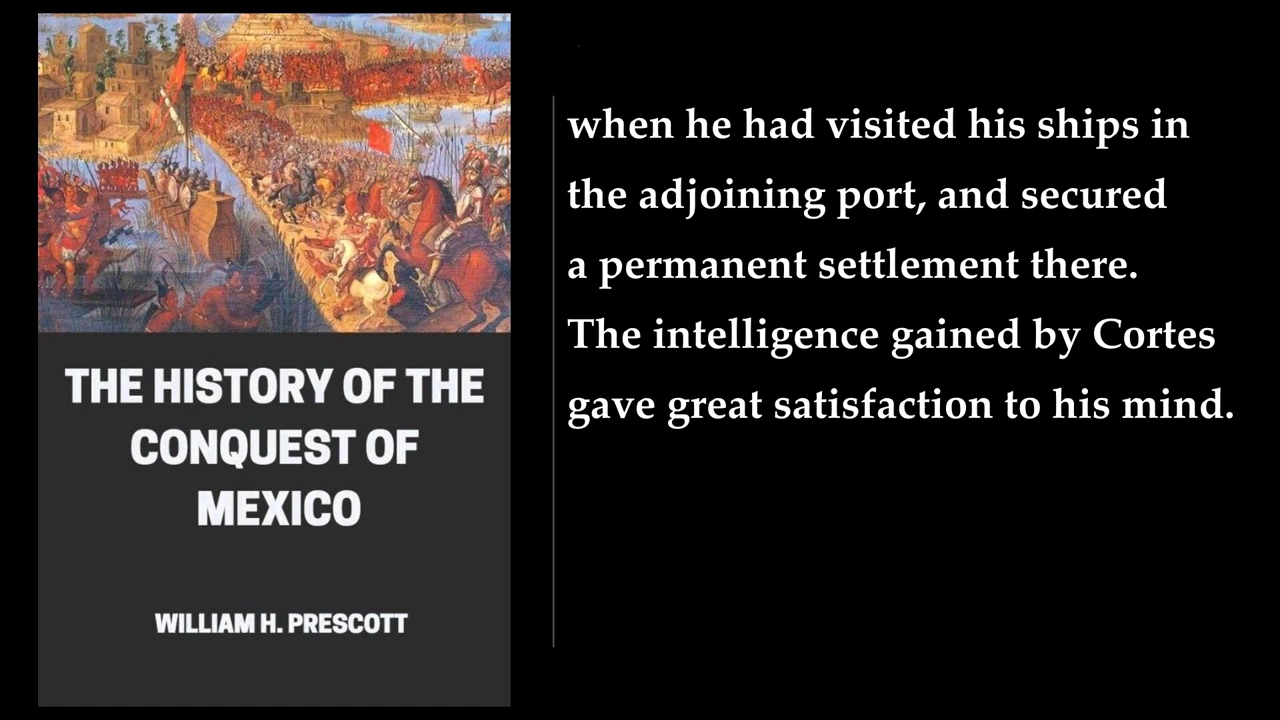 THE HISTORY OF THE
CONQUEST OF
MEXICO
WILLIAM H. PRESCOTT
when he had visited his ships in
the adjoining port, and secured
a permanent settlement there.
The intelligence gained by Cortes
gave great satisfaction to his mind.